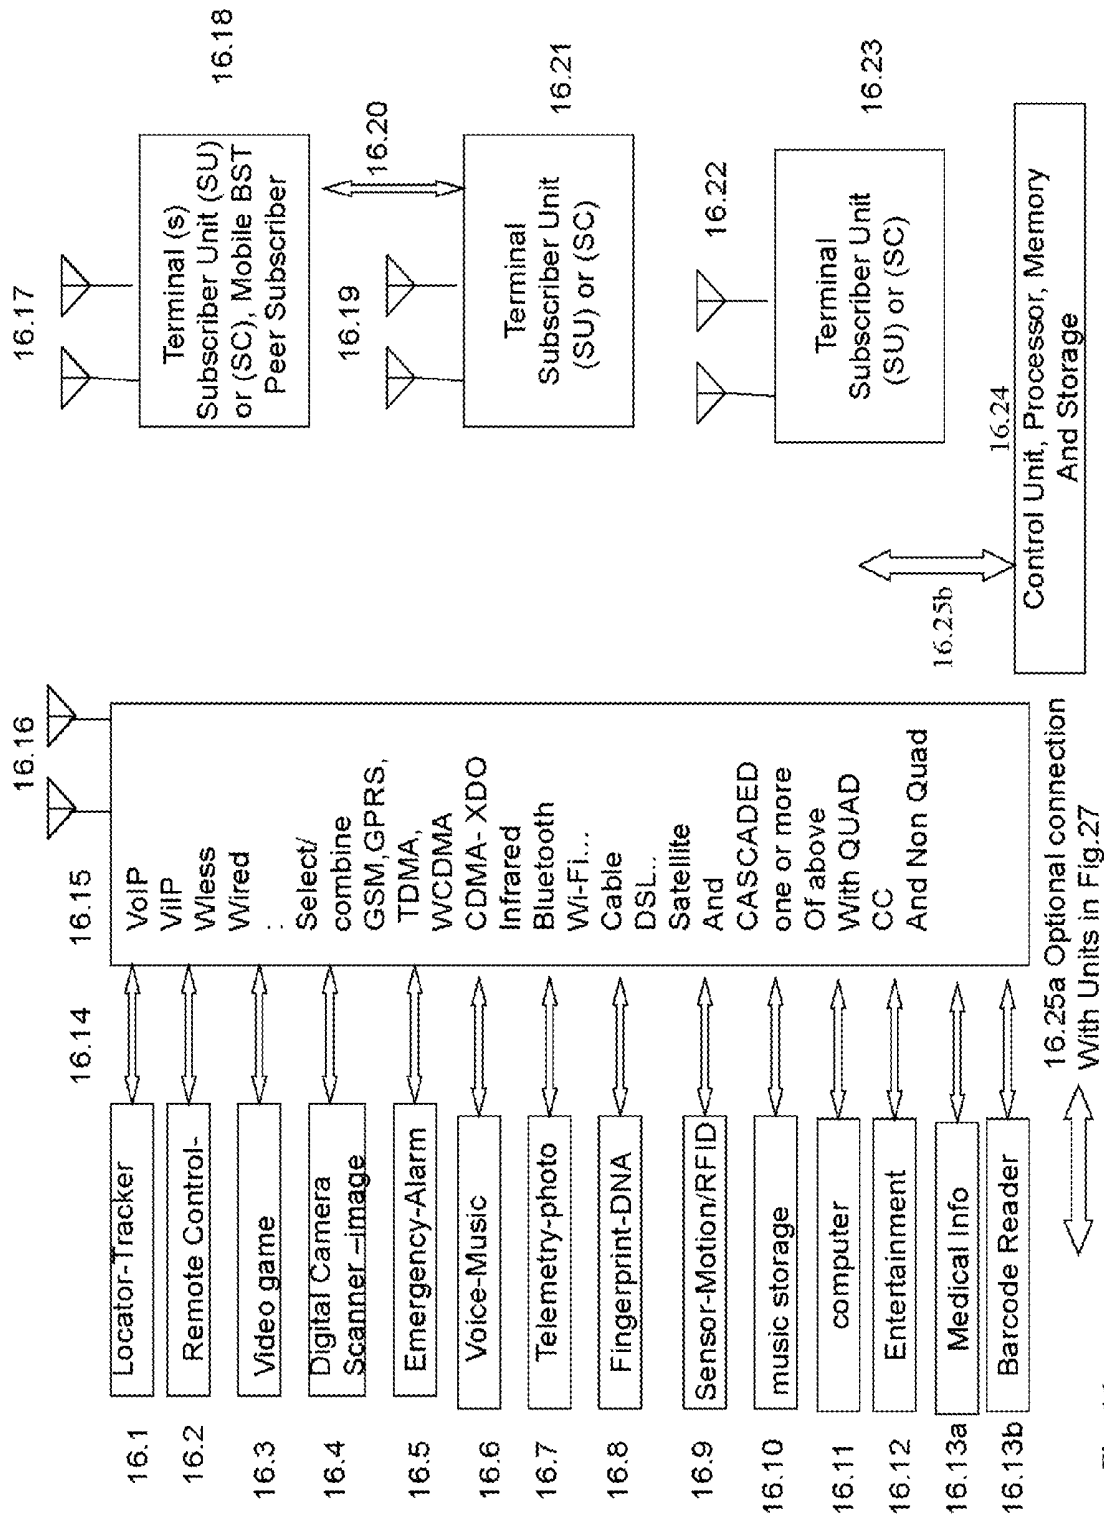 16.1
Locator-Tracker
16.2
Remote Control-
16.3
Video game
16.4
Digital Camera
Scanner –image
16.5
Emergency-Alarm
16.6
Voice-Music
16.7
Telemetry-photo
16.8
Fingerprint-DNA
16.9
Sensor-Motion/RFID
16.10
music storage
16.11
computer
16.12
Entertainment
16.13a
Medical Info
16.13b
Barcode Reader
16.14
16.15
16.16
VoIP
ViIP
Wless
Wired
:
Select/
combine
GSM,GPRS,
TDMA,
WCDMA
CDMA- XDO
Infrared
Bluetooth
Wi-Fi...
Cable
DSL..
Satellite
And
CASCADED
one or more
Of above
With QUAD
CC
And Non Quad
16.25a Optional connection
With Units in Fig.27
16.17
Terminal (s)
Subscriber Unit (SU)
or (SC), Mobile BST
Peer Subscriber
16.18
16.19
16.20
Terminal
Subscriber Unit
(SU) or (SC)
16.21
16.22
Terminal
Subscriber Unit
(SU) or (SC)
16.23
16.24
16.25b
Control Unit, Processor, Memory
And Storage